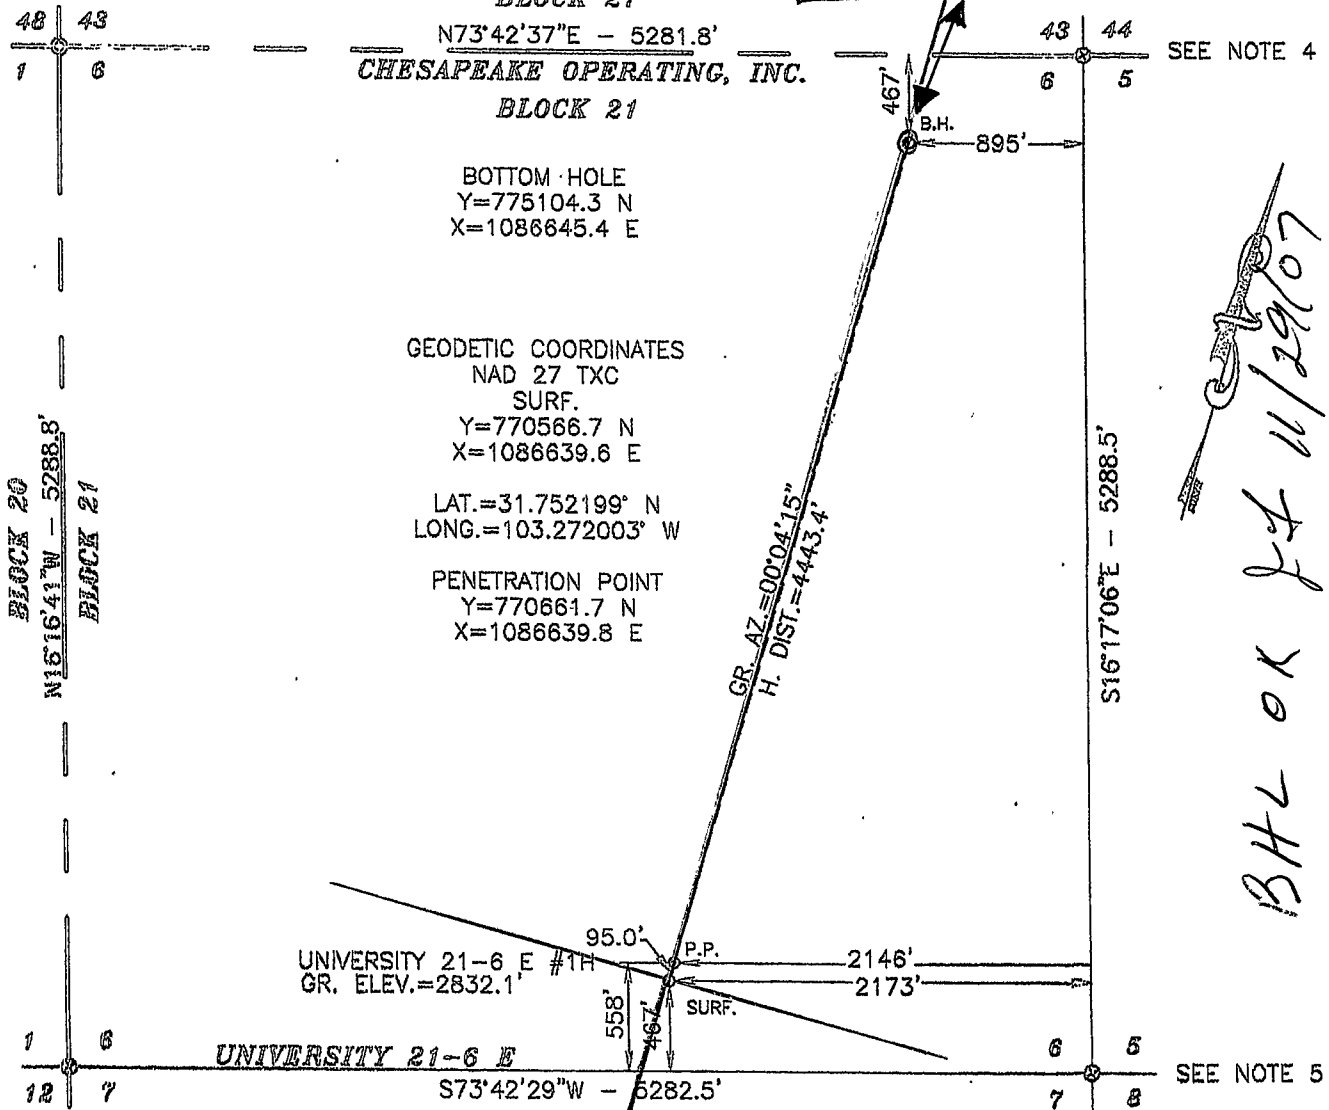 BLOCK 27
48 43
N73°42'37"E - 5281.8'
43 44
SEE NOTE 4
1 6
CHESAPEAKE OPERATING, INC.
6 5
BLOCK 21
467'
B.H.
895'
BOTTOM HOLE
Y=775104.3 N
X=1086645.4 E
GEODETIC COORDINATES
NAD 27 TXC
SURF.
Y=770566.7 N
X=1086639.6 E
LAT.=31.752199° N
LONG.=103.272003° W
PENETRATION POINT
Y=770661.7 N
X=1086639.8 E
BLOCK 20
N16°16'41"W - 5288.8'
BLOCK 21
GR. AZ.=00°04'15"
H. DIST.=4443.4'
S16°17'06"E - 5288.5'
BHL OK 11/29/07
95.0'
P.P.
UNIVERSITY 21-6 E #1H
GR. ELEV.=2832.1'
2146'
2173'
SURF.
558'
467'
1 6
UNIVERSITY 21-6 E
6 5
SEE NOTE 5
12 7
S73°42'29"W - 5282.5'
7 8